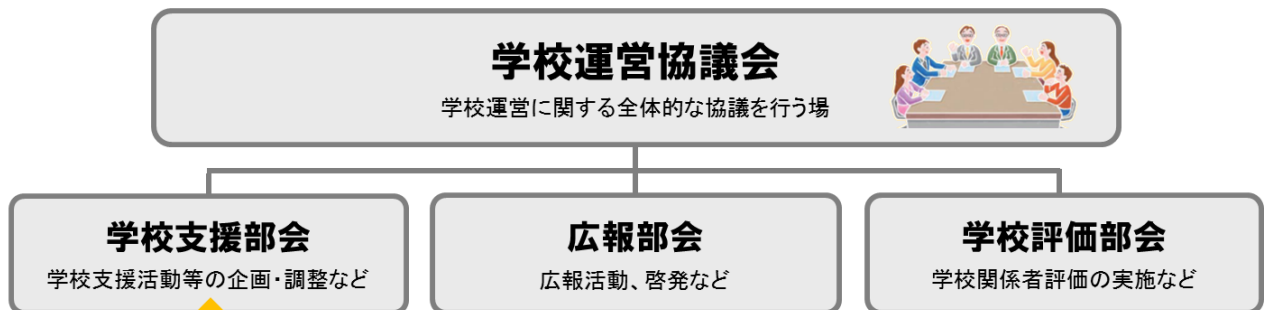 学校運営協議会
学校運営に関する全体的な協議を行う場
学校支援部会
学校支援活動等の企画・調整など
広報部会
広報活動、啓発など
学校評価部会
学校関係者評価の実施など